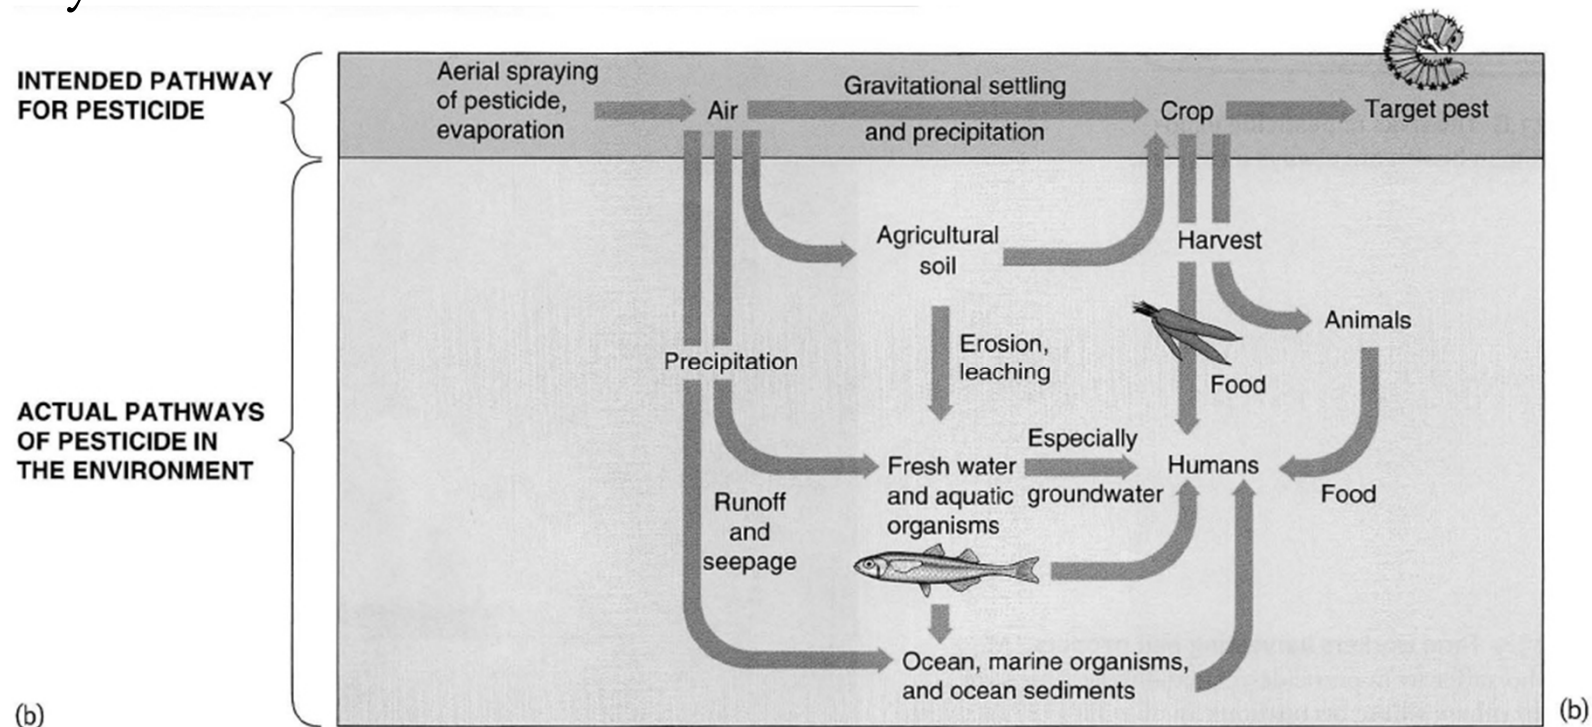 INTENDED PATHWAY
FOR PESTICIDE
Aerial spraying
of pesticide,
evaporation
Air
Gravitational settling
and precipitation
Crop
Target pest
ACTUAL PATHWAYS
OF PESTICIDE IN
THE ENVIRONMENT
Agricultural
soil
Harvest
Animals
Erosion,
leaching
Precipitation
Food
Especially
groundwater
Fresh water
and aquatic
organisms
Humans
Food
Runoff
and
seepage
Ocean, marine organisms,
and ocean sediments
(b)
(b)